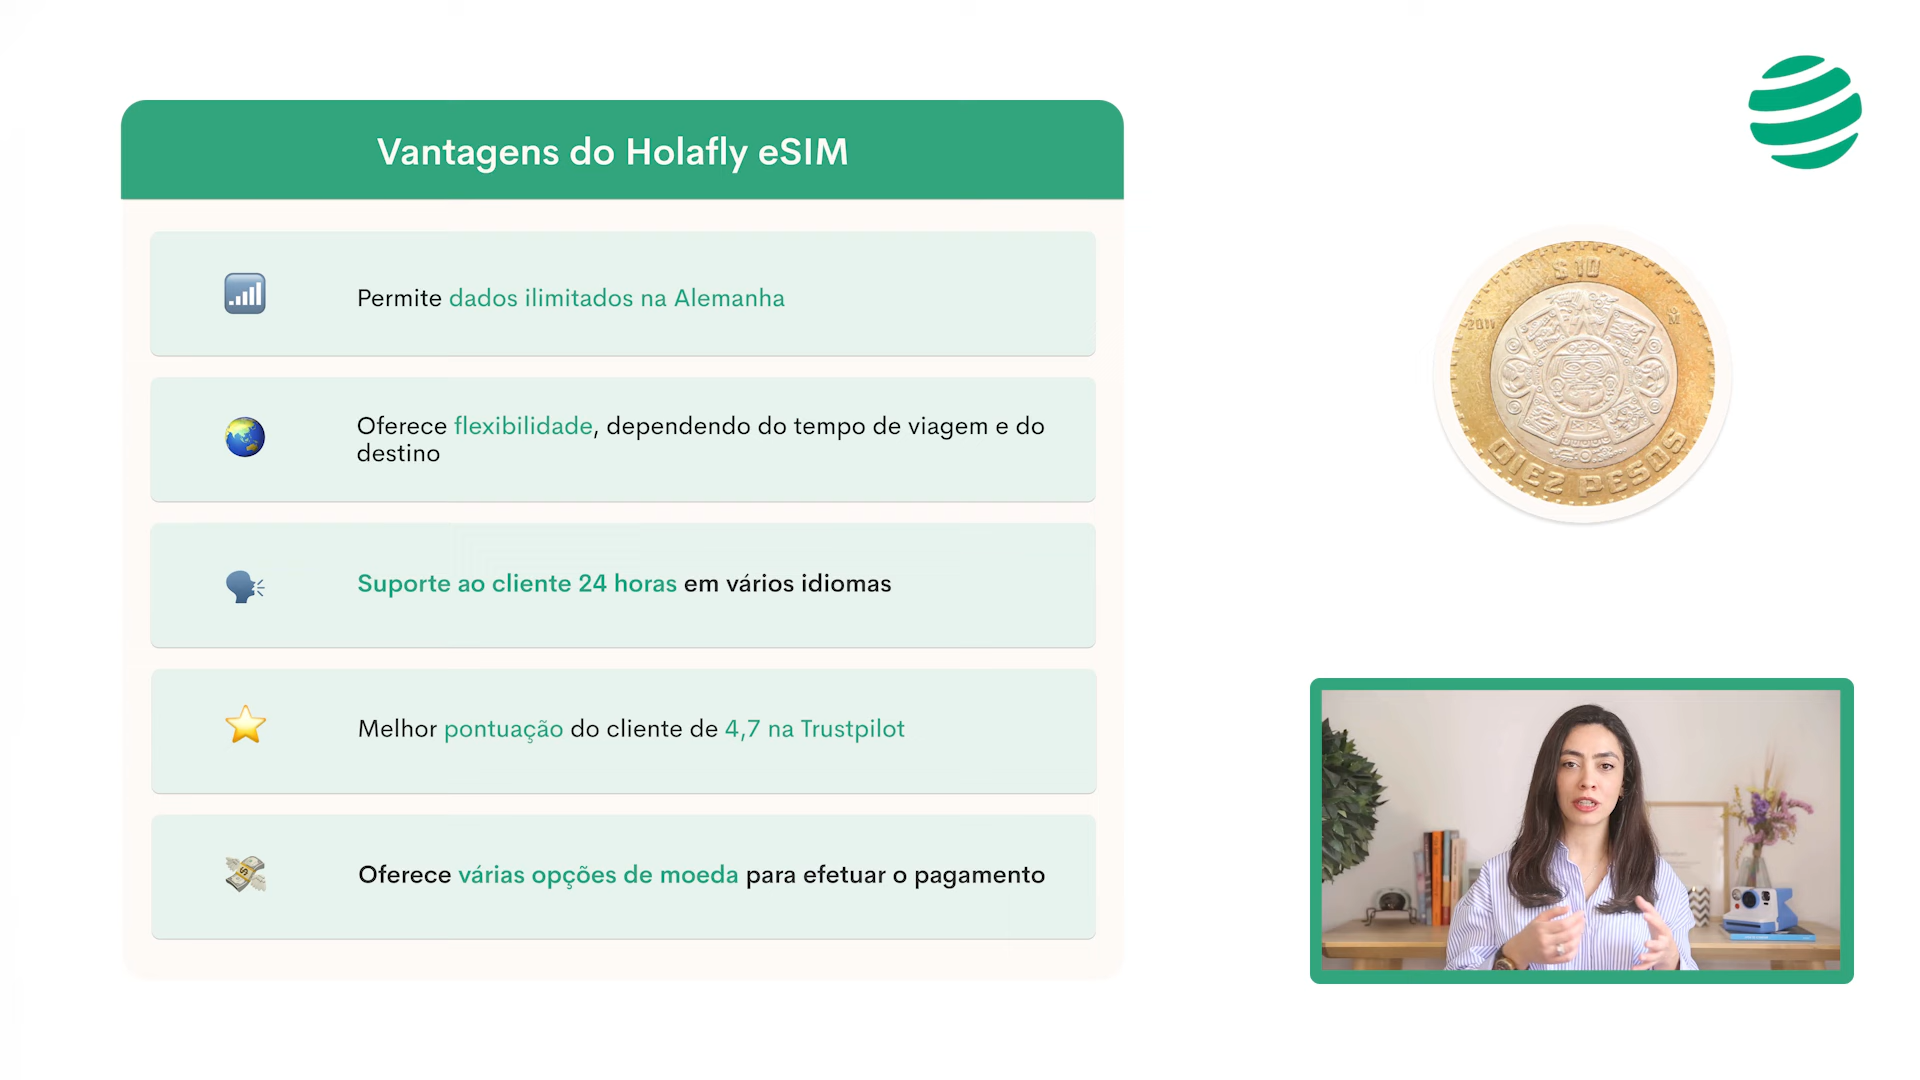 Vantagens do Holafly eSIM
Permite dados ilimitados na Alemanha
Oferece flexibilidade, dependendo do tempo de viagem e do
destino
Suporte ao cliente 24 horas em vários idiomas
Melhor pontuação do cliente de 4,7 na Trustpilot
Oferece várias opções de moeda para efetuar o pagamento
$10
2011
M
DIEZ PESOS